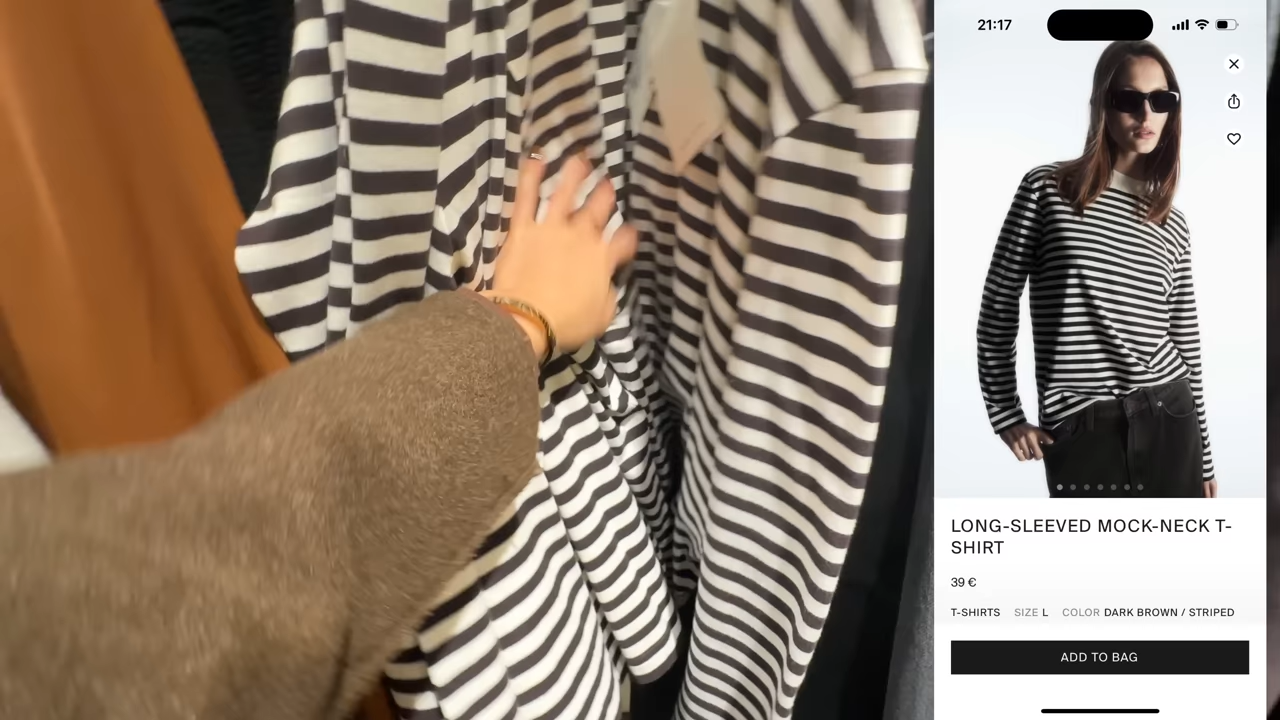 21:17
LONG-SLEEVED MOCK-NECK T-
SHIRT
39 €
T-SHIRTS SIZE L COLOR DARK BROWN / STRIPED
ADD TO BAG